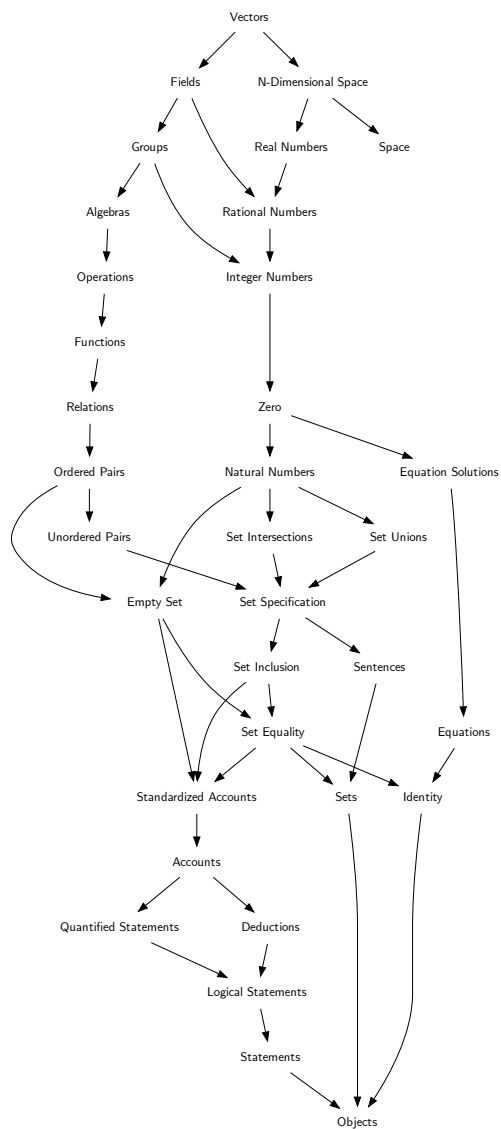 Vectors
Fields
N-Dimensional Space
Groups
Real Numbers
Space
Algebras
Rational Numbers
Operations
Integer Numbers
Functions
Relations
Zero
Ordered Pairs
Natural Numbers
Equation Solutions
Unordered Pairs
Set Intersections
Set Unions
Empty Set
Set Specification
Set Inclusion
Sentences
Set Equality
Equations
Standardized Accounts
Sets
Identity
Accounts
Quantified Statements
Deductions
Logical Statements
Statements
Objects